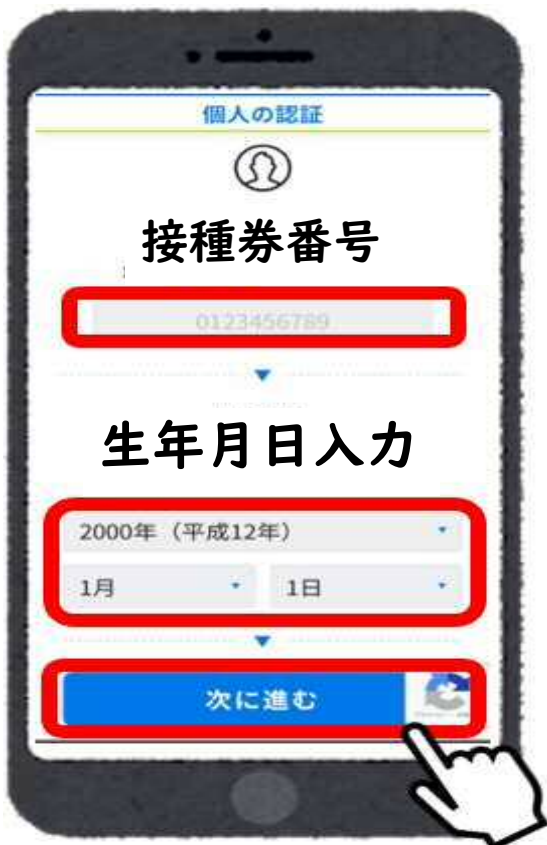 個人の認証
接種券番号
0123456789
生年月日入力
2000年（平成12年）
1月
1日
次に進む